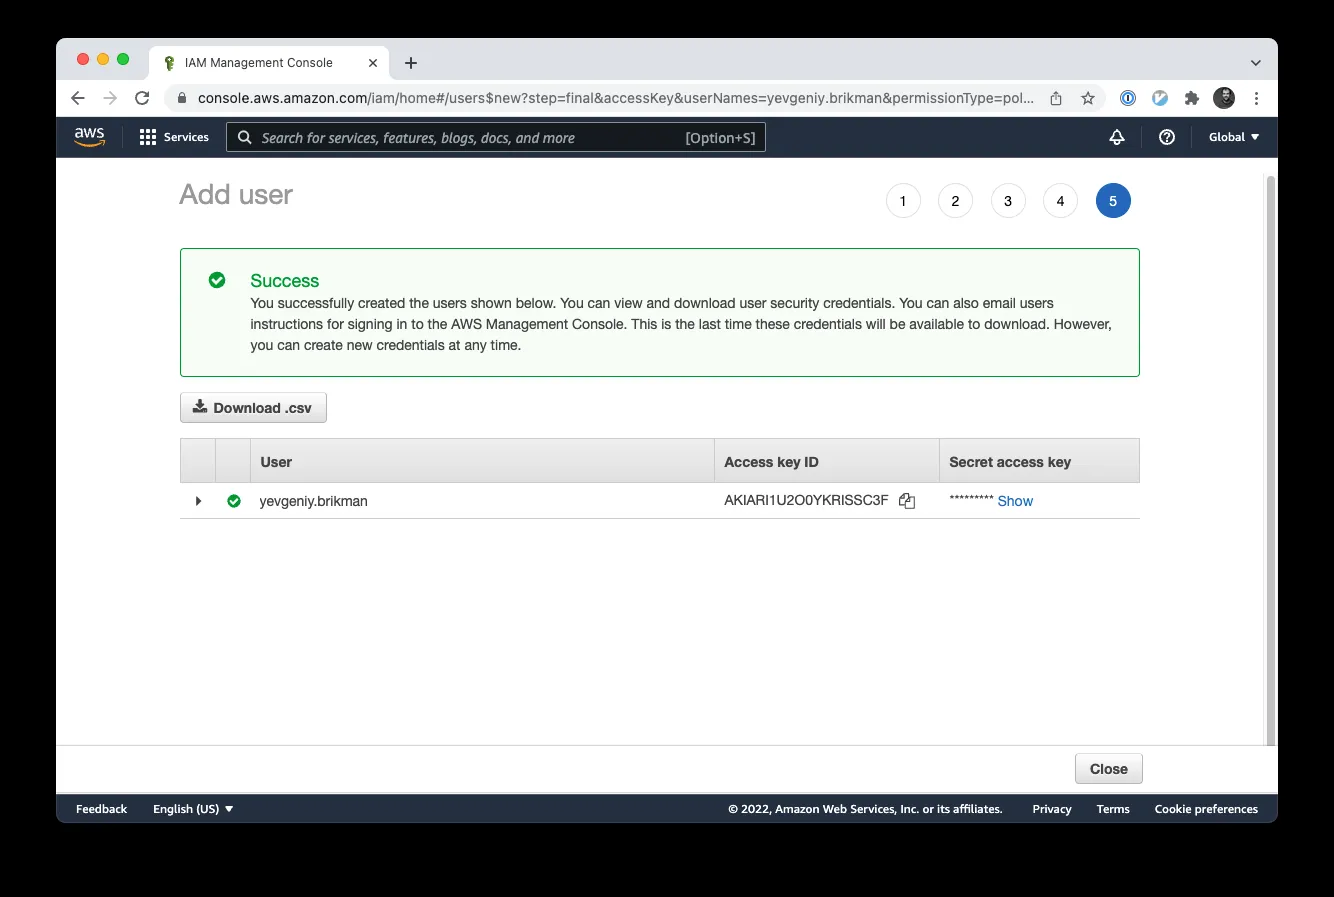 IAM Management Console
console.aws.amazon.com/iam/home#/users$new?step=final&accessKey&userNames=yevgeniy.brikman&permissionType=pol...
aws
Services
Search for services, features, blogs, docs, and more
[Option+S]
Global
Add user
1 2 3 4 5
Success
You successfully created the users shown below. You can view and download user security credentials. You can also email users
instructions for signing in to the AWS Management Console. This is the last time these credentials will be available to download. However,
you can create new credentials at any time.
Download .csv
User Access key ID Secret access key
yevgeniy.brikman AKIARI1U2O0YKRISSC3F ********* Show
Close
Feedback English (US) © 2022, Amazon Web Services, Inc. or its affiliates. Privacy Terms Cookie preferences